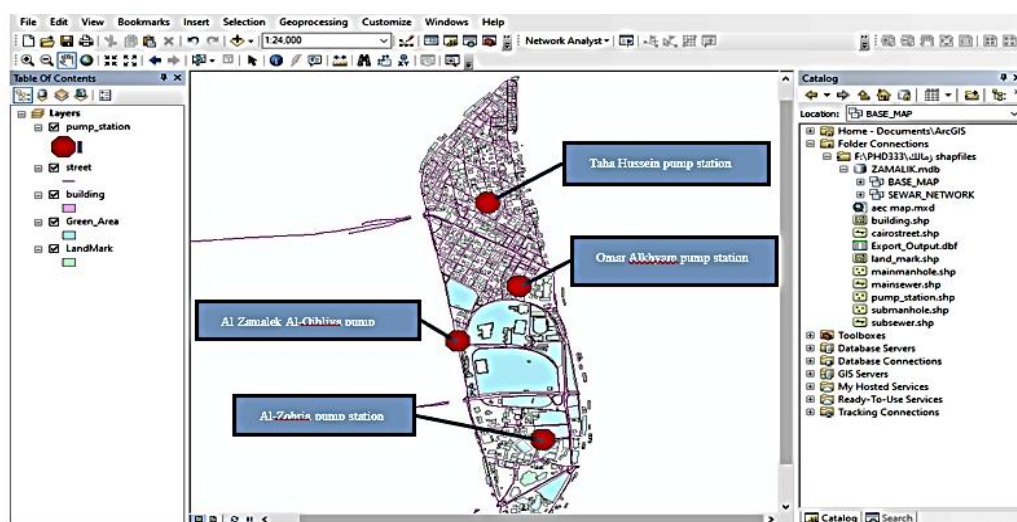 File Edit View Bookmarks Insert Selection Geoprocessing Customize Windows Help
1:24,000
Network Analyst
Table Of Contents
Layers
pump_station
street
building
Green_Area
LandMark
Taha Hussein pump station
Omar Alkhyam pump station
Al Zamalek Al-Qibliya pump
Al-Zohria pump station
Catalog
Location: BASE_MAP
Home - Documents\ArcGIS
Folder Connections
F:\PHD333\زمالك shapfiles
ZAMALIK.mdb
BASE_MAP
SEWAR_NETWORK
aec map.mxd
building.shp
cairostreet.shp
Export_Output.dbf
land_mark.shp
mainmanhole.shp
mainsewer.shp
pump_station.shp
submanhole.shp
subsewer.shp
Toolboxes
Database Servers
Database Connections
GIS Servers
My Hosted Services
Ready-To-Use Services
Tracking Connections
Catalog Search